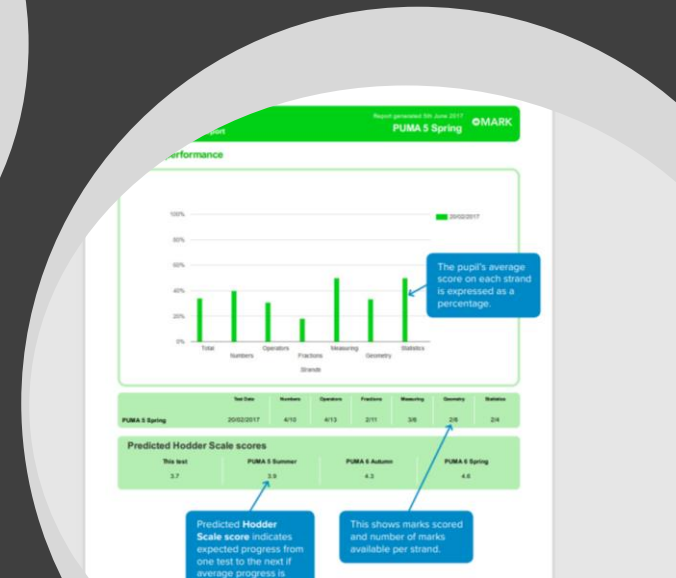 Report generated 5th June 2017
port
PUMA 5 Spring
MARK
erformance
100%
80%
60%
40%
20%
0%
20/02/2017
Total
Numbers
Operators
Fractions
Measuring
Geometry
Statistics
Strands
The pupil's average
score on each strand
is expressed as a
percentage.
Test Date Numbers Operators Fractions Measuring Geometry Statistics
PUMA 5 Spring 20/02/2017 4/10 4/13 2/11 3/6 2/6 2/4
Predicted Hodder Scale scores
This test PUMA 5 Summer PUMA 6 Autumn PUMA 6 Spring
3.7 3.9 4.3 4.6
Predicted Hodder
Scale score indicates
expected progress from
one test to the next if
average progress is
This shows marks scored
and number of marks
available per strand.